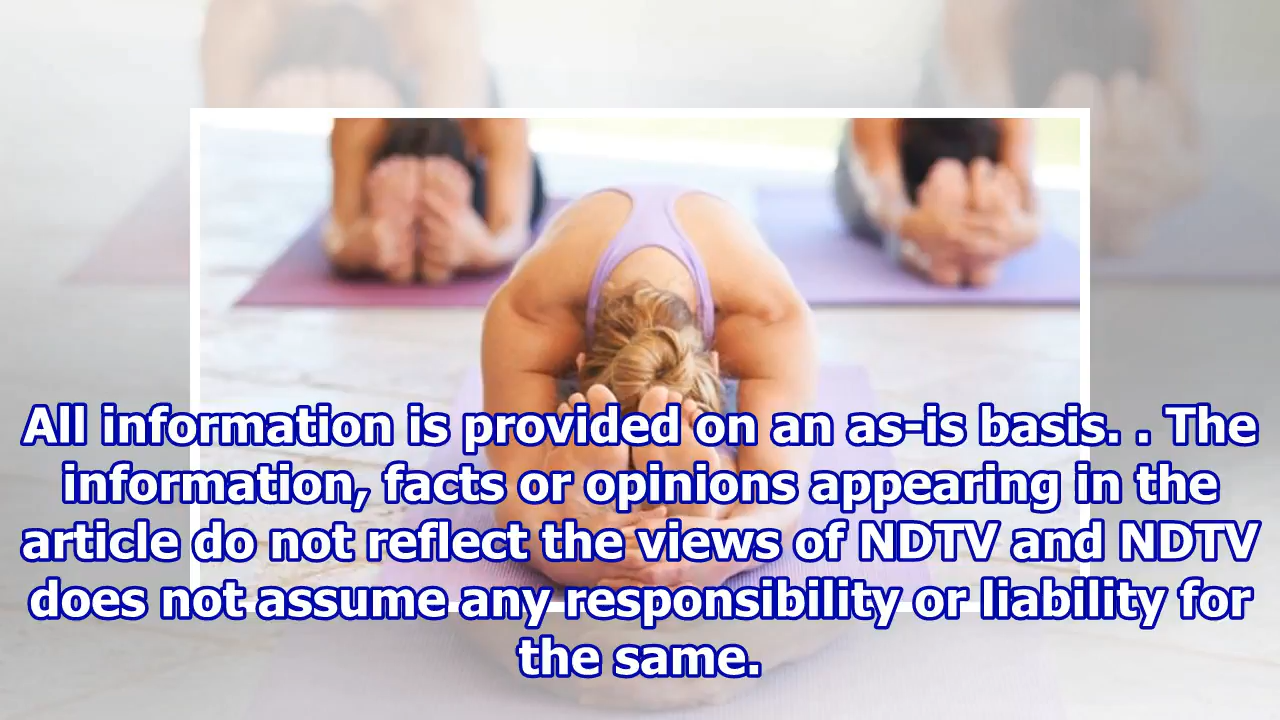 All information is provided on an as-is basis. . The
information, facts or opinions appearing in the
article do not reflect the views of NDTV and NDTV
does not assume any responsibility or liability for
the same.